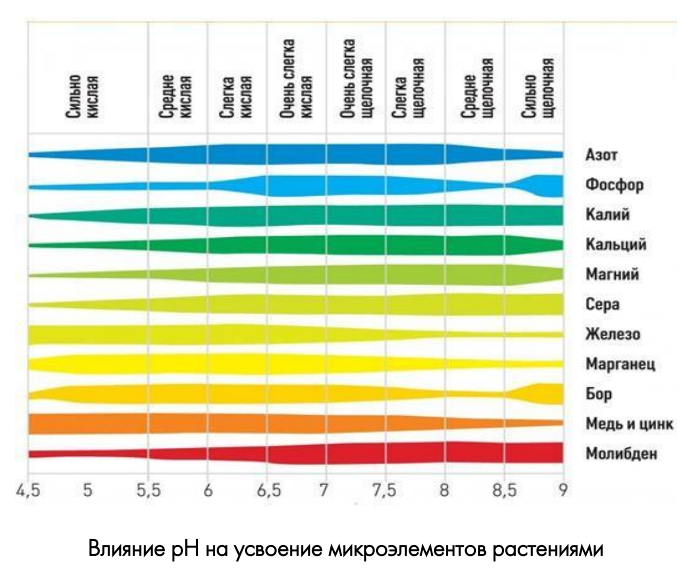 Сильно
кислая
Средне
кислая
Слегка
кислая
Очень слегка
кислая
Очень слегка
щелочная
Слегка
щелочная
Средне
щелочная
Сильно
щелочная
Азот
Фосфор
Калий
Кальций
Магний
Сера
Железо
Марганец
Бор
Медь и цинк
Молибден
4,5 5 5,5 6 6,5 7 7,5 8 8,5 9
Влияние pH на усвоение микроэлементов растениями